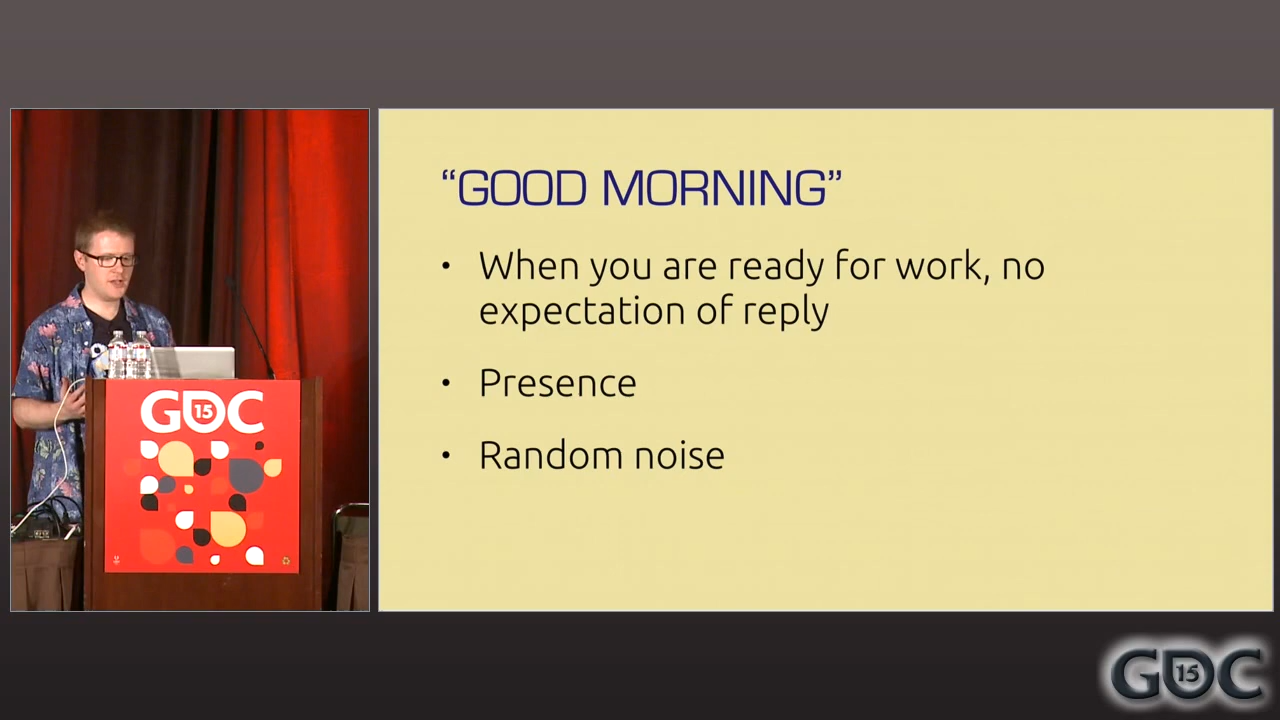 “GOOD MORNING”
• When you are ready for work, no
expectation of reply
• Presence
• Random noise
GDC 15
GDC 15